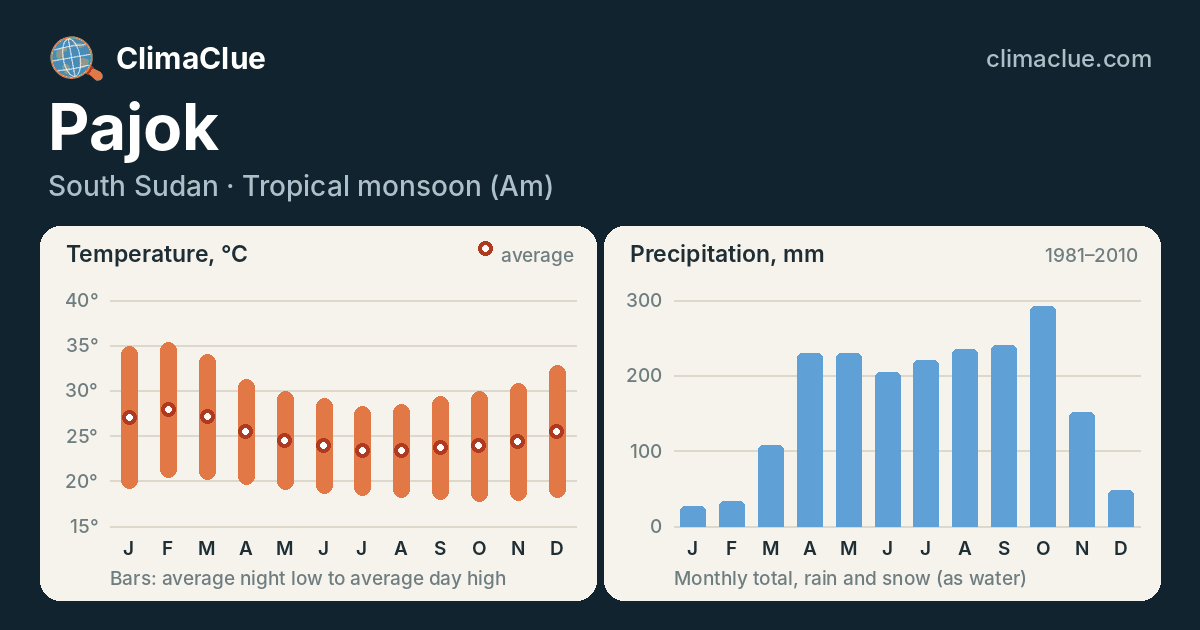 ClimaClue
climaclue.com
Pajok
South Sudan · Tropical monsoon (Am)
Temperature, °C
average
40°
35°
30°
25°
20°
15°
J F M A M J J A S O N D
Bars: average night low to average day high
Precipitation, mm
1981–2010
300
200
100
0
J F M A M J J A S O N D
Monthly total, rain and snow (as water)